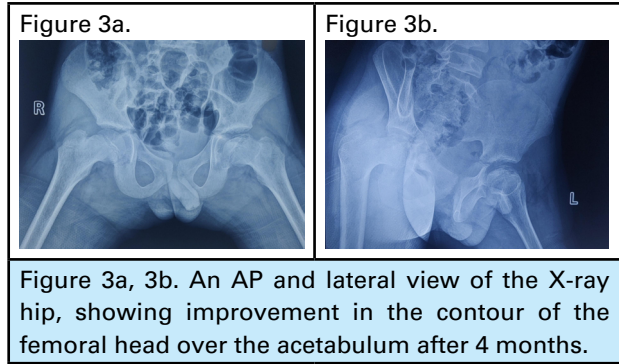 Figure 3a.
Figure 3b.
R
L
Figure 3a, 3b. An AP and lateral view of the X-ray
hip, showing improvement in the contour of the
femoral head over the acetabulum after 4 months.